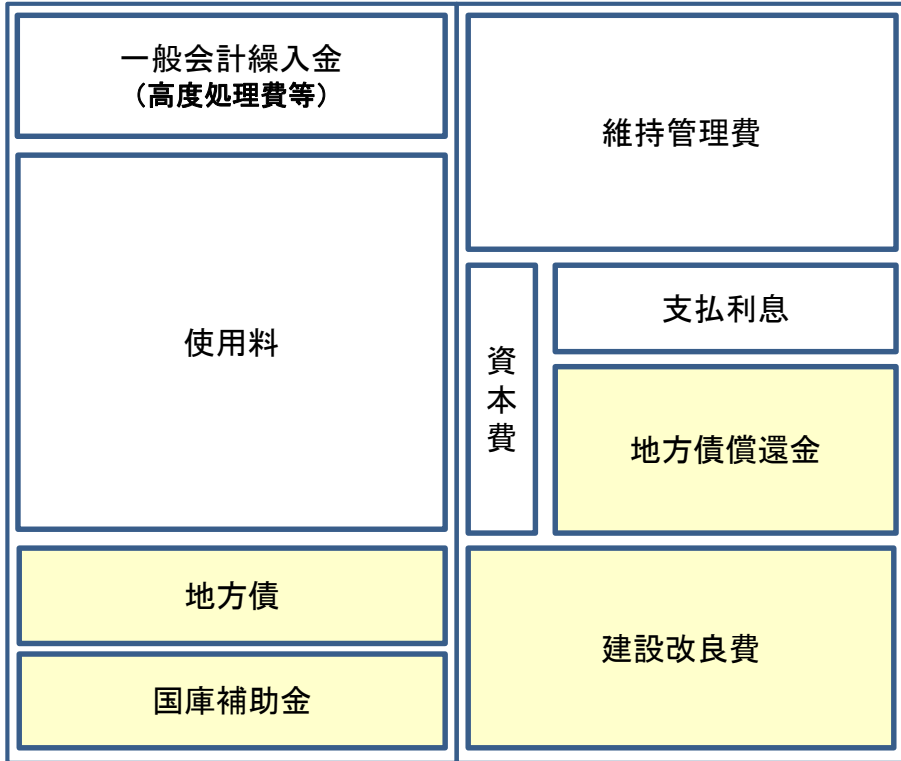 一般会計繰入金
（高度処理費等）
使用料
地方債
国庫補助金
維持管理費
資本費
支払利息
地方債償還金
建設改良費